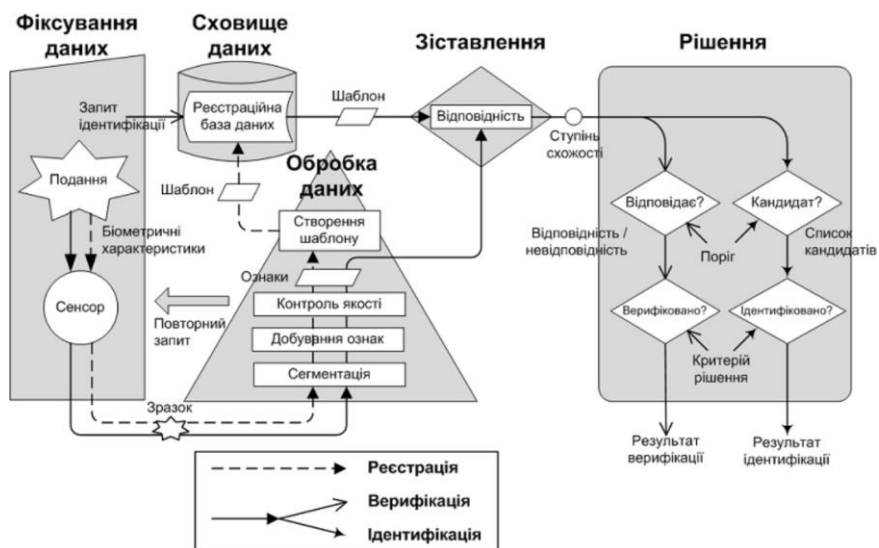 Фіксування
даних
Сховище
даних
Зіставлення
Рішення
Запит
ідентифікації
Реєстраційна
база даних
Шаблон
Відповідність
Ступінь
схожості
Подання
Шаблон
Обробка
даних
Біометричні
характеристики
Створення
шаблону
Ознаки
Контроль якості
Добування ознак
Сегментація
Сенсор
Повторний
запит
Зразок
Відповідає?
Кандидат?
Відповідність /
невідповідність
Поріг
Список
кандидатів
Верифіковано?
Ідентифіковано?
Критерій
рішення
Результат
верифікації
Результат
ідентифікації
Реєстрація
Верифікація
Ідентифікація